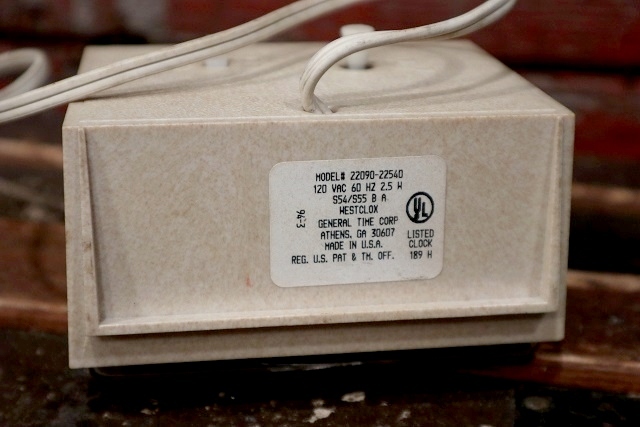 MODEL# 22090-22540
120 VAC 60 HZ 2.5 W
S54/S55 B A
WESTCLOX
GENERAL TIME CORP
ATHENS, GA 30607
MADE IN U.S.A.
REG. U.S. PAT & TM. OFF.
94-3
UL
LISTED
CLOCK
189 H